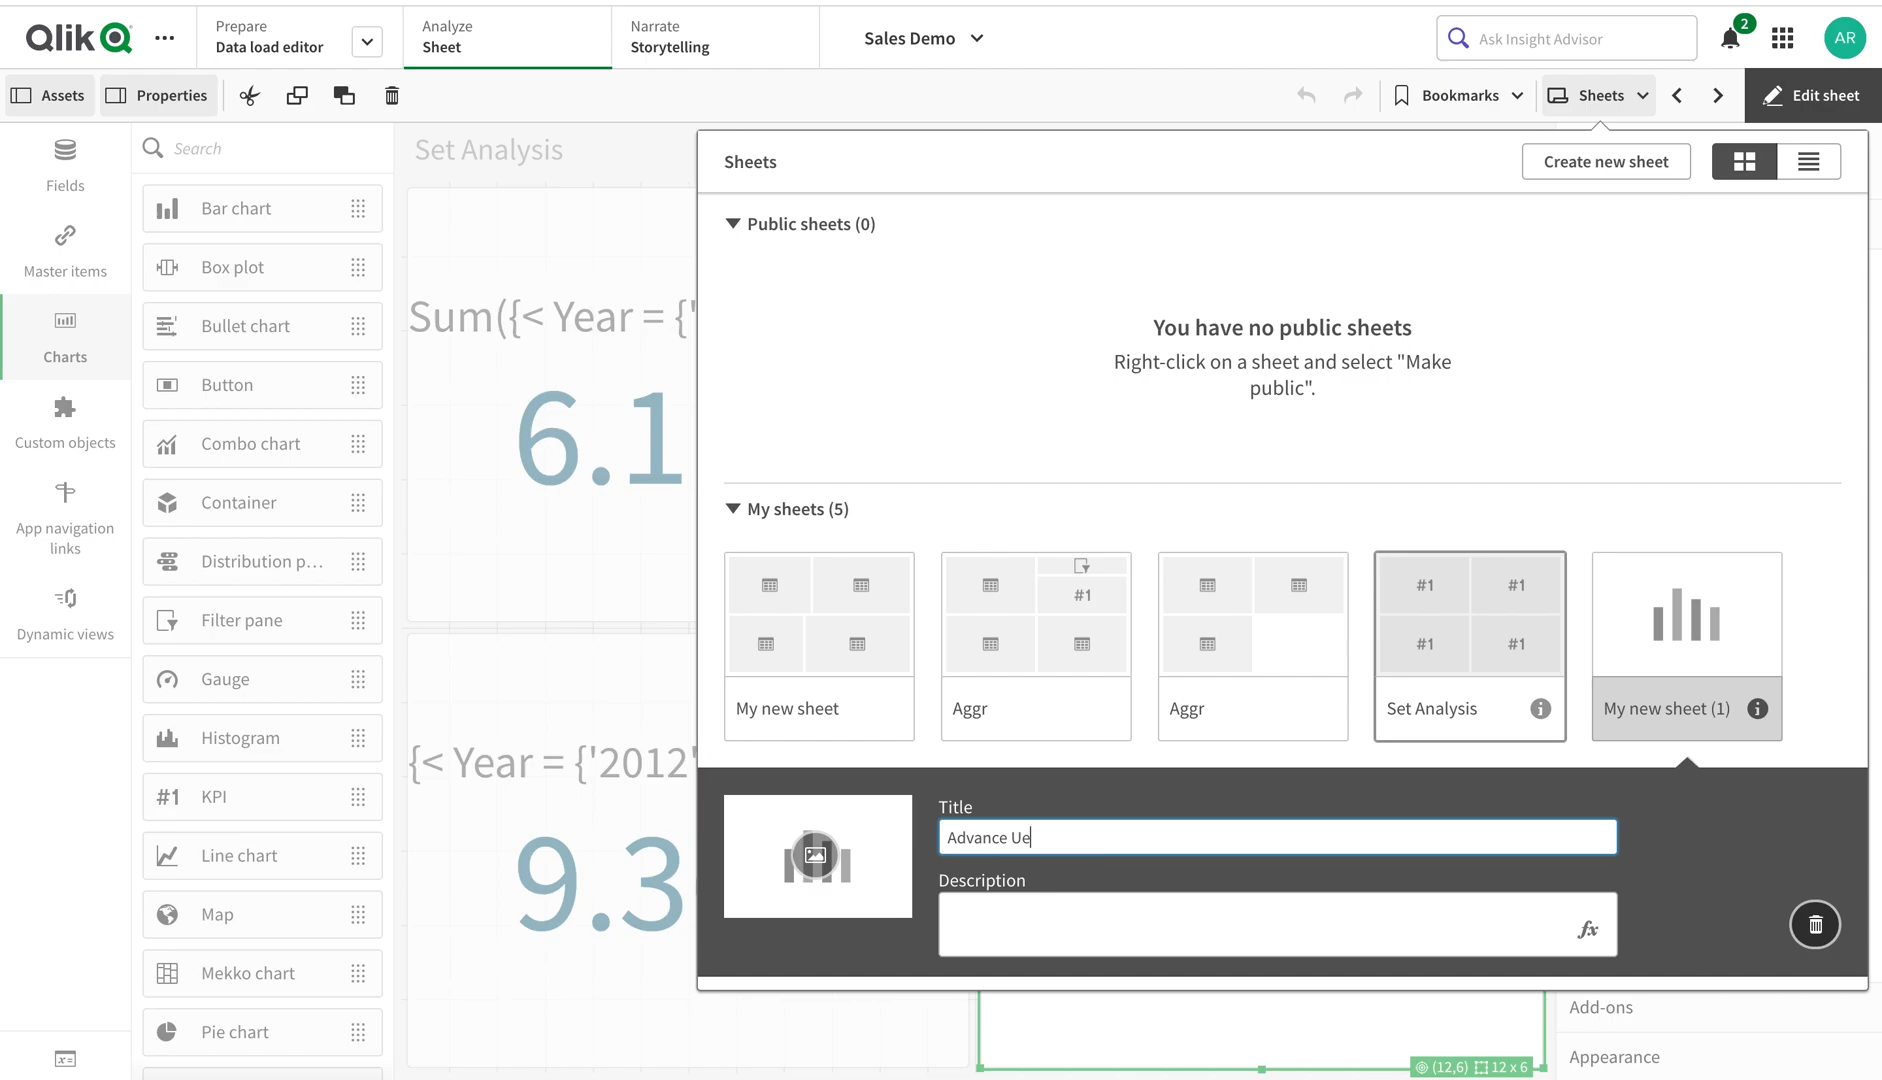 Qlik
Prepare
Data load editor
Analyze
Sheet
Narrate
Storytelling
Sales Demo
Ask Insight Advisor
2
AR
Assets
Properties
Bookmarks
Sheets
Edit sheet
Fields
Master items
Charts
Custom objects
App navigation
links
Dynamic views
Search
Bar chart
Box plot
Bullet chart
Button
Combo chart
Container
Distribution p...
Filter pane
Gauge
Histogram
#1 KPI
Line chart
Map
Mekko chart
Pie chart
Set Analysis
Sum({< Year = {'
6.1
{< Year = {'2012'
9.3
Sheets
Create new sheet
Public sheets (0)
You have no public sheets
Right-click on a sheet and select "Make
public".
My sheets (5)
#1
#1 #1
#1 #1
My new sheet
Aggr
Aggr
Set Analysis
My new sheet (1)
Title
Advance Ue
Description
fx
Add-ons
Appearance
(12,6) 12 x 6
x=